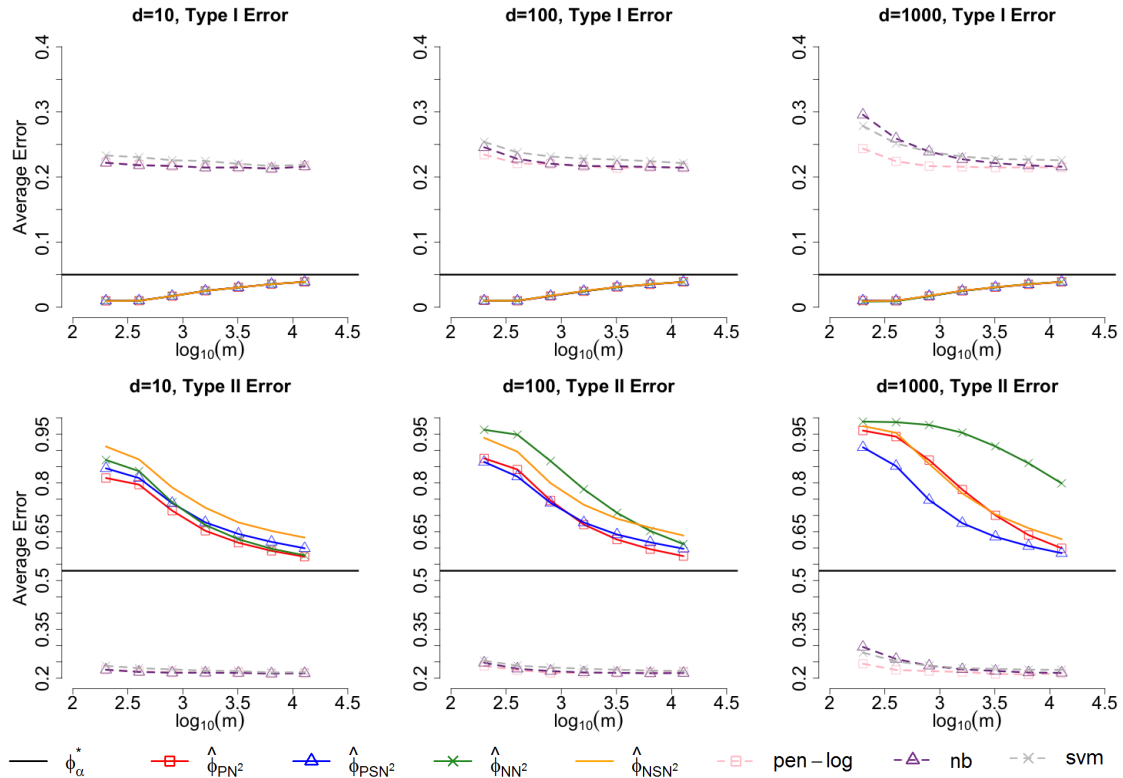 d=10, Type I Error
d=100, Type I Error
d=1000, Type I Error
Average Error
0 0.1 0.2 0.3 0.4
0 0.1 0.2 0.3 0.4
0 0.1 0.2 0.3 0.4
2 2.5 3 3.5 4 4.5
2 2.5 3 3.5 4 4.5
2 2.5 3 3.5 4 4.5
log₁₀(m)
log₁₀(m)
log₁₀(m)
d=10, Type II Error
d=100, Type II Error
d=1000, Type II Error
Average Error
0.2 0.35 0.5 0.65 0.8 0.95
0.2 0.35 0.5 0.65 0.8 0.95
0.2 0.35 0.5 0.65 0.8 0.95
2 2.5 3 3.5 4 4.5
2 2.5 3 3.5 4 4.5
2 2.5 3 3.5 4 4.5
log₁₀(m)
log₁₀(m)
log₁₀(m)
ϕ*α ϕ̂PN² ϕ̂PSN² ϕ̂NN² ϕ̂NSN² pen−log nb svm